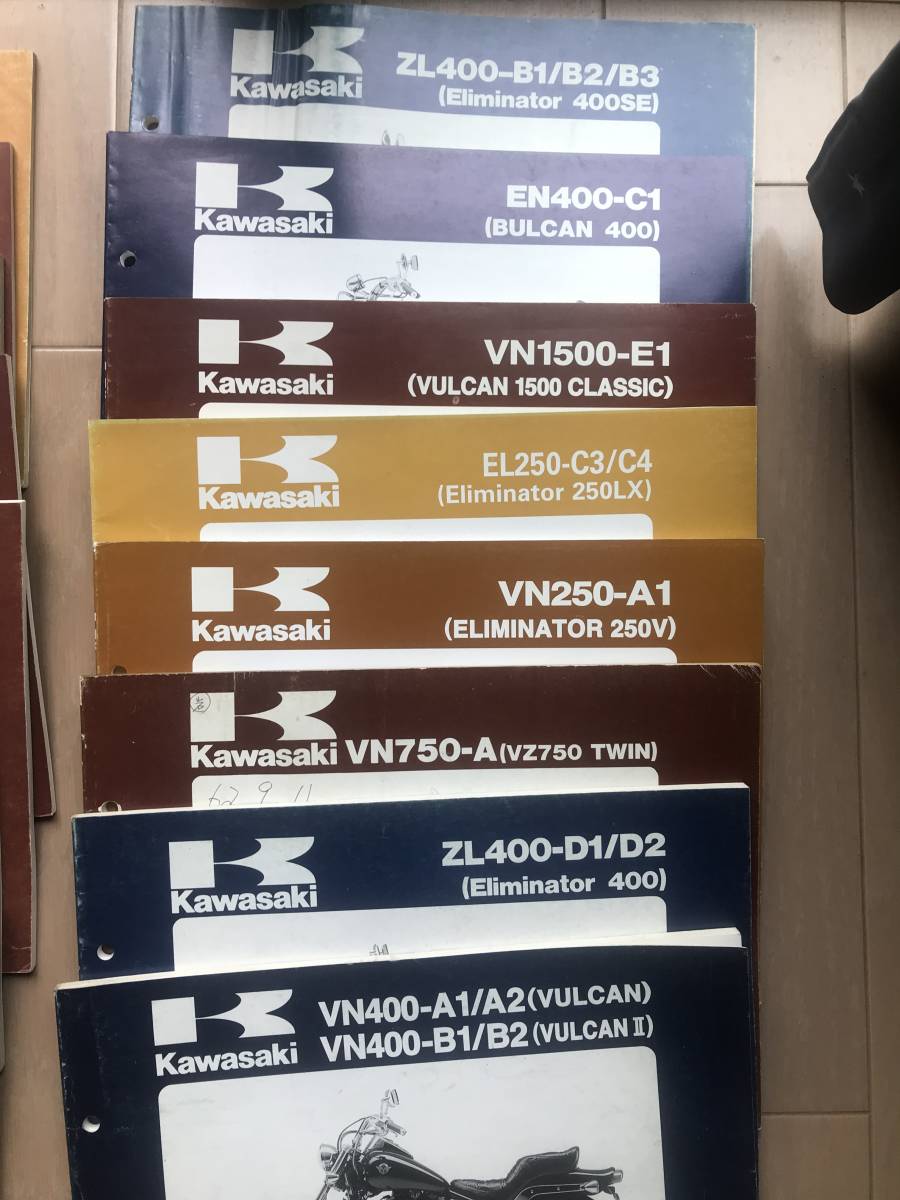 Kawasaki
ZL400-B1/B2/B3
(Eliminator 400SE)
Kawasaki
EN400-C1
(BULCAN 400)
Kawasaki
VN1500-E1
(VULCAN 1500 CLASSIC)
Kawasaki
EL250-C3/C4
(Eliminator 250LX)
Kawasaki
VN250-A1
(ELIMINATOR 250V)
Kawasaki VN750-A (VZ750 TWIN)
62 9 11
Kawasaki
ZL400-D1/D2
(Eliminator 400)
Kawasaki
VN400-A1/A2 (VULCAN)
VN400-B1/B2 (VULCAN II)